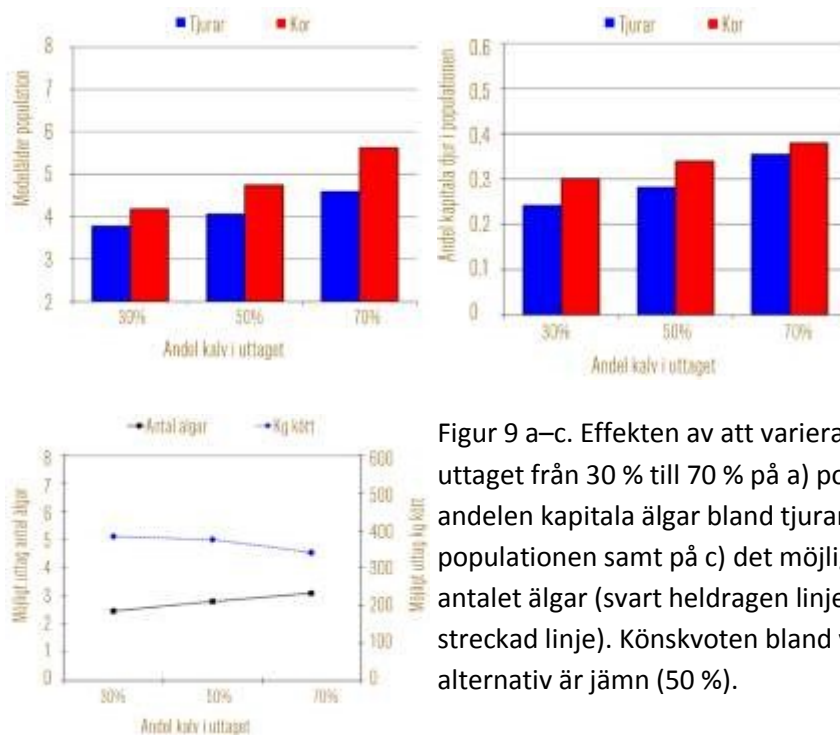 Tjurar Kor
8
7
6
5
4
3
2
Medelålder population
30% 50% 70%
Andel kalv i uttaget
Tjurar Kor
0.6
0.5
0.4
0.3
0.2
0.1
0
Andel kapitala djur i populationen
30% 50% 70%
Andel kalv i uttaget
Antal älgar Kg kött
8
7
6
5
4
3
2
1
0
Möjligt uttag antal älgar
600
500
400
300
200
100
0
Möjligt uttag kg kött
30% 50% 70%
Andel kalv i uttaget
Figur 9 a–c. Effekten av att variera
uttaget från 30 % till 70 % på a) po
andelen kapitala älgar bland tjurar
populationen samt på c) det möjli
antalet älgar (svart heldragen linje
streckad linje). Könskvoten bland v
alternativ är jämn (50 %).